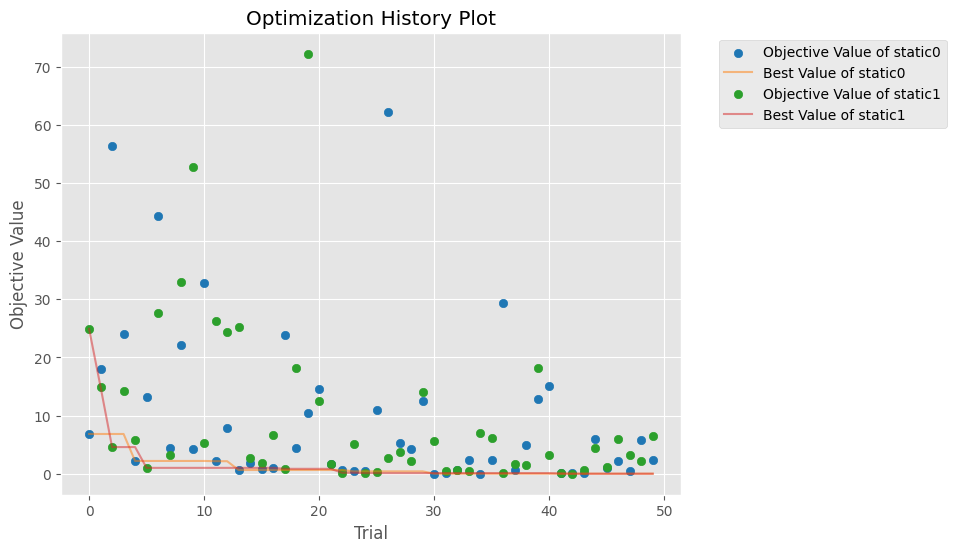 Optimization History Plot
Objective Value of static0
Best Value of static0
Objective Value of static1
Best Value of static1
Objective Value
70
60
50
40
30
20
10
0
0 10 20 30 40 50
Trial